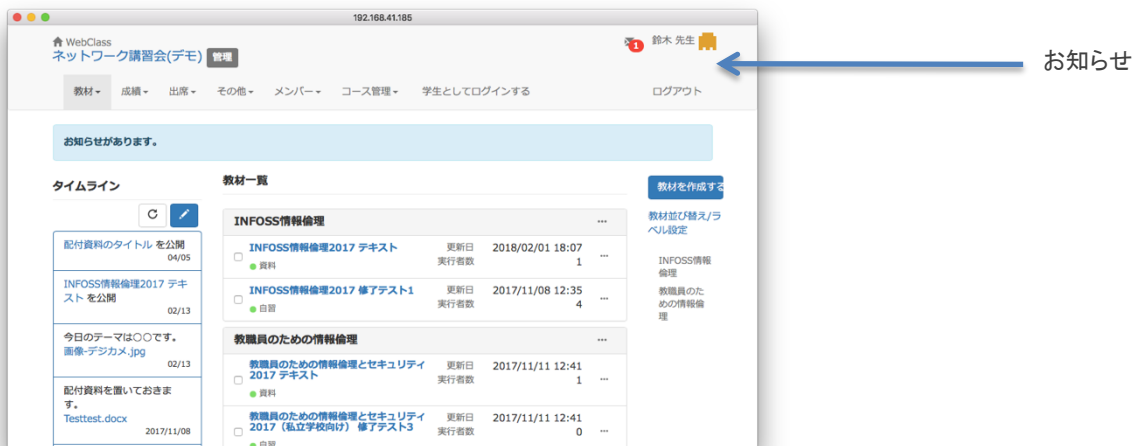 192.168.41.185
WebClass
ネットワーク講習会(デモ) 管理
1 鈴木 先生
お知らせ
教材 成績 出席 その他 メンバー コース管理 学生としてログインする ログアウト
お知らせがあります。
タイムライン
配付資料のタイトル を公開
04/05
INFOSS情報倫理2017 テキ
スト を公開
02/13
今日のテーマは○○です。
画像-デジカメ.jpg
02/13
配付資料を置いておきま
す。
Testtest.docx
2017/11/08
教材一覧
INFOSS情報倫理 ...
INFOSS情報倫理2017 テキスト 更新日 2018/02/01 18:07
資料 実行者数 1 ...
INFOSS情報倫理2017 修了テスト1 更新日 2017/11/08 12:35
自習 実行者数 4 ...
教職員のための情報倫理 ...
教職員のための情報倫理とセキュリティ 更新日 2017/11/11 12:41
2017 テキスト 実行者数 1 ...
資料
教職員のための情報倫理とセキュリティ 更新日 2017/11/11 12:41
2017（私立学校向け） 修了テスト3 実行者数 0 ...
自習
教材を作成する
教材並び替え/ラ
ベル設定
INFOSS情報
倫理
教職員のた
めの情報倫
理